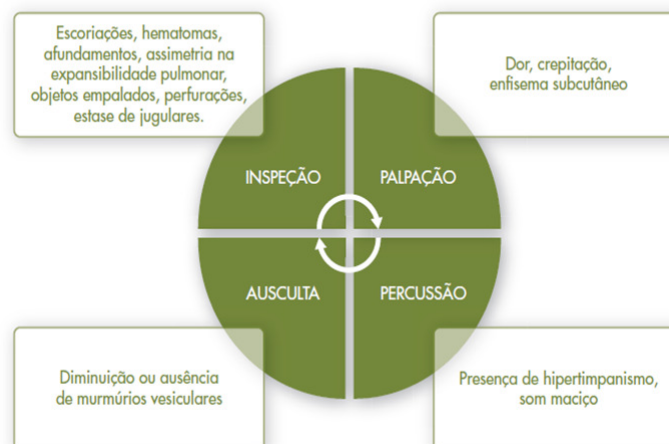 Escoriações, hematomas,
afundamentos, assimetria na
expansibilidade pulmonar,
objetos empalados, perfurações,
estase de jugulares.
Dor, crepitação,
enfisema subcutâneo
INSPEÇÃO
PALPAÇÃO
AUSCULTA
PERCUSSÃO
Diminuição ou ausência
de murmúrios vesiculares
Presença de hipertimpanismo,
som maciço